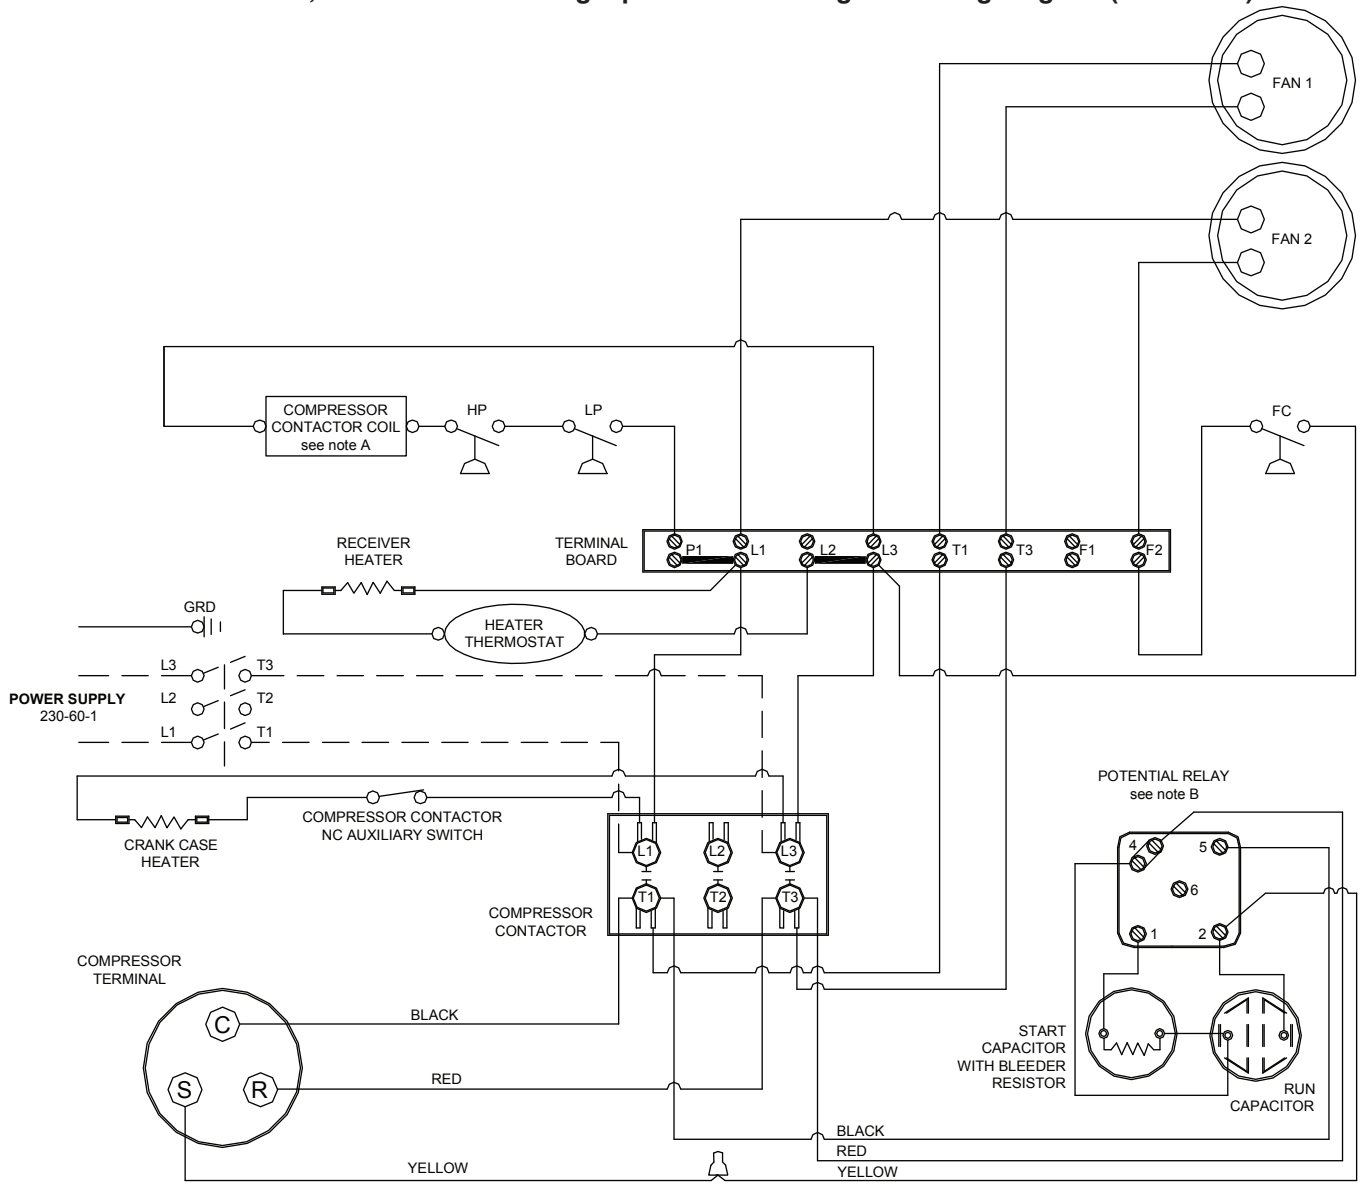 FAN 1
FAN 2
COMPRESSOR
CONTACTOR COIL
see note A
HP
LP
FC
RECEIVER
HEATER
TERMINAL
BOARD
P1
L1
L2
L3
T1
T3
F1
F2
HEATER
THERMOSTAT
GRD
POWER SUPPLY
230-60-1
L3
T3
L2
T2
L1
T1
CRANK CASE
HEATER
COMPRESSOR CONTACTOR
NC AUXILIARY SWITCH
L1
L2
L3
T1
T2
T3
COMPRESSOR
CONTACTOR
POTENTIAL RELAY
see note B
4
5
6
1
2
COMPRESSOR
TERMINAL
C
S
R
BLACK
RED
YELLOW
START
CAPACITOR
WITH BLEEDER
RESISTOR
RUN
CAPACITOR
BLACK
RED
YELLOW